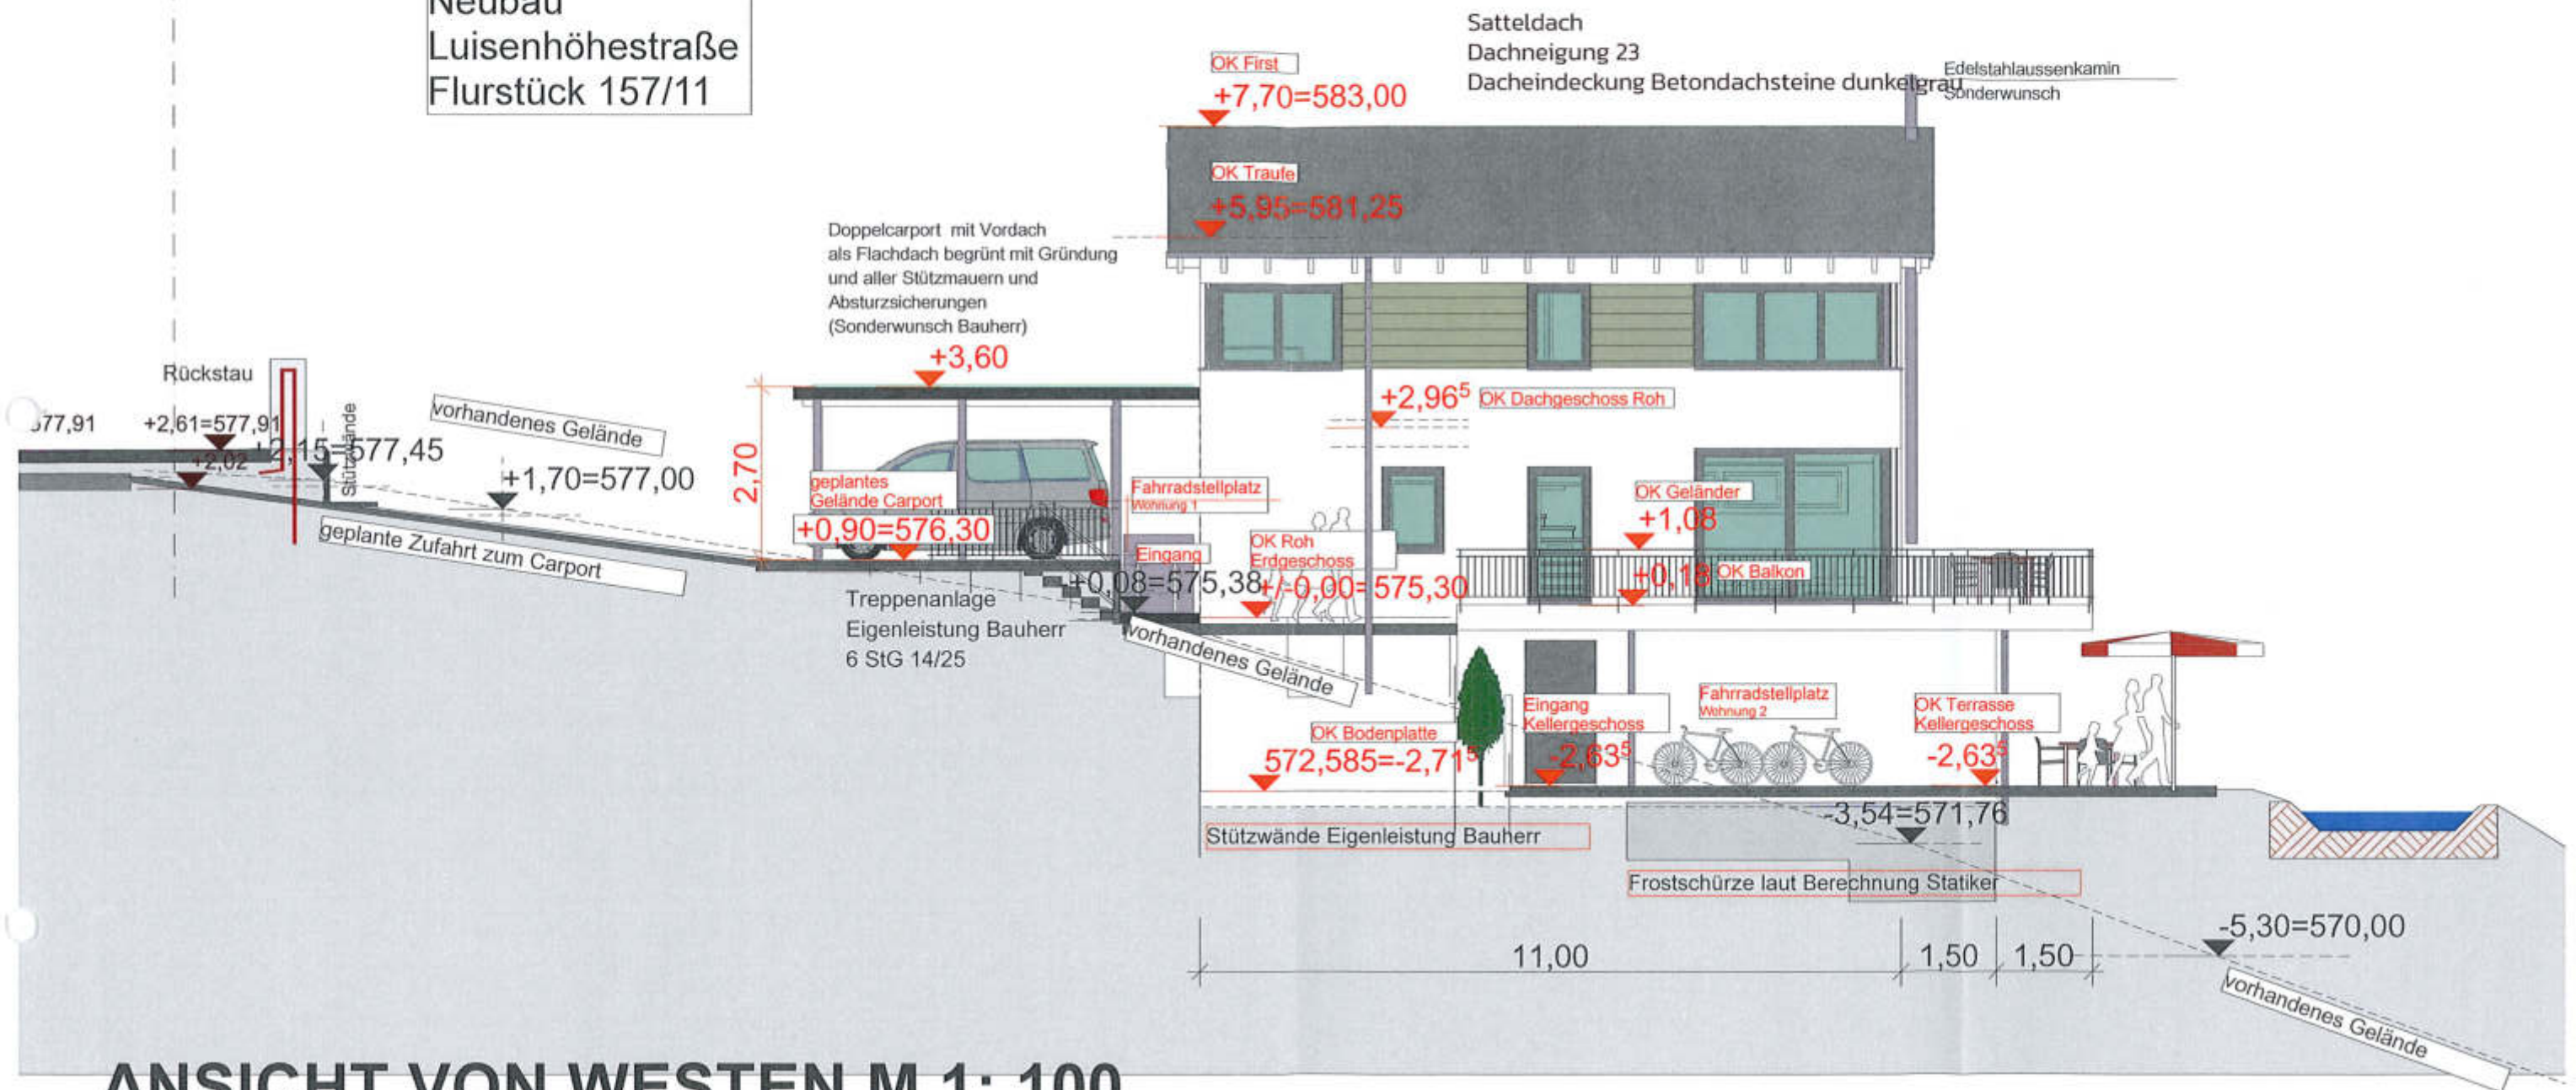 Neubau
Luisenhöhestraße
Flurstück 157/11
Satteldach
Dachneigung 23
Dacheindeckung Betondachsteine dunkelgrau
Edelstahlaussenkamin
Sonderwunsch
OK First
+7,70=583,00
OK Traufe
+5,95=581,25
Doppelcarport mit Vordach
als Flachdach begrünt mit Gründung
und aller Stützmauern und
Absturzsicherungen
(Sonderwunsch Bauherr)
+3,60
Rückstau
577,91
+2,61=577,91
+2,02
+2,15=577,45
Stützwände
vorhandenes Gelände
+1,70=577,00
geplante Zufahrt zum Carport
2,70
geplantes
Gelände Carport
+0,90=576,30
Fahrradstellplatz
Wohnung 1
Eingang
+0,08=575,38
OK Roh
Erdgeschoss
+/-0,00=575,30
+2,96⁵
OK Dachgeschoss Roh
OK Geländer
+1,08
+0,18
OK Balkon
Treppenanlage
Eigenleistung Bauherr
6 StG 14/25
vorhandenes Gelände
OK Bodenplatte
572,585=-2,71⁵
Eingang
Kellergeschoss
-2,63⁵
Fahrradstellplatz
Wohnung 2
OK Terrasse
Kellergeschoss
-2,63⁵
-3,54=571,76
Stützwände Eigenleistung Bauherr
Frostschürze laut Berechnung Statiker
-5,30=570,00
11,00
1,50
1,50
vorhandenes Gelände
ANSICHT VON WESTEN M 1: 100